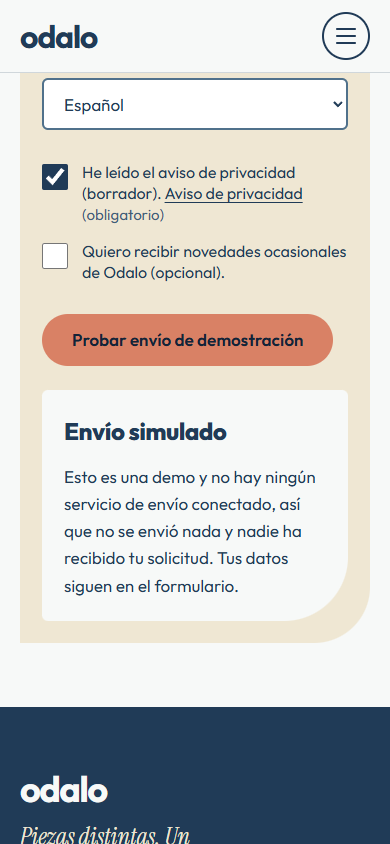 odalo
Español
He leído el aviso de privacidad
(borrador). Aviso de privacidad
(obligatorio)
Quiero recibir novedades ocasionales
de Odalo (opcional).
Probar envío de demostración
Envío simulado
Esto es una demo y no hay ningún
servicio de envío conectado, así
que no se envió nada y nadie ha
recibido tu solicitud. Tus datos
siguen en el formulario.
odalo
Piezas distintas. Un